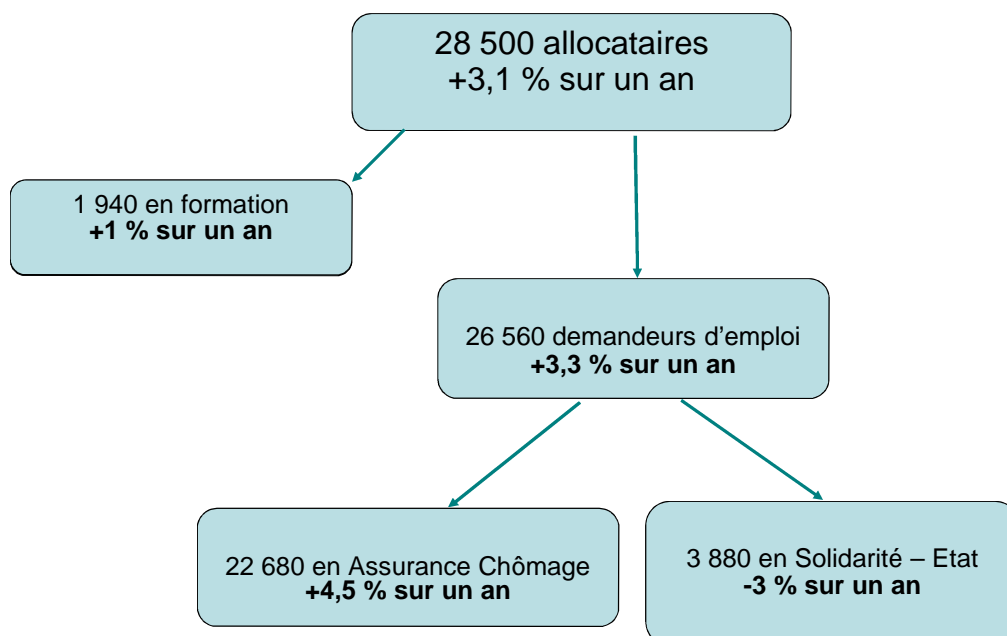 28 500 allocataires
+3,1 % sur un an
1 940 en formation
+1 % sur un an
26 560 demandeurs d'emploi
+3,3 % sur un an
22 680 en Assurance Chômage
+4,5 % sur un an
3 880 en Solidarité – Etat
-3 % sur un an